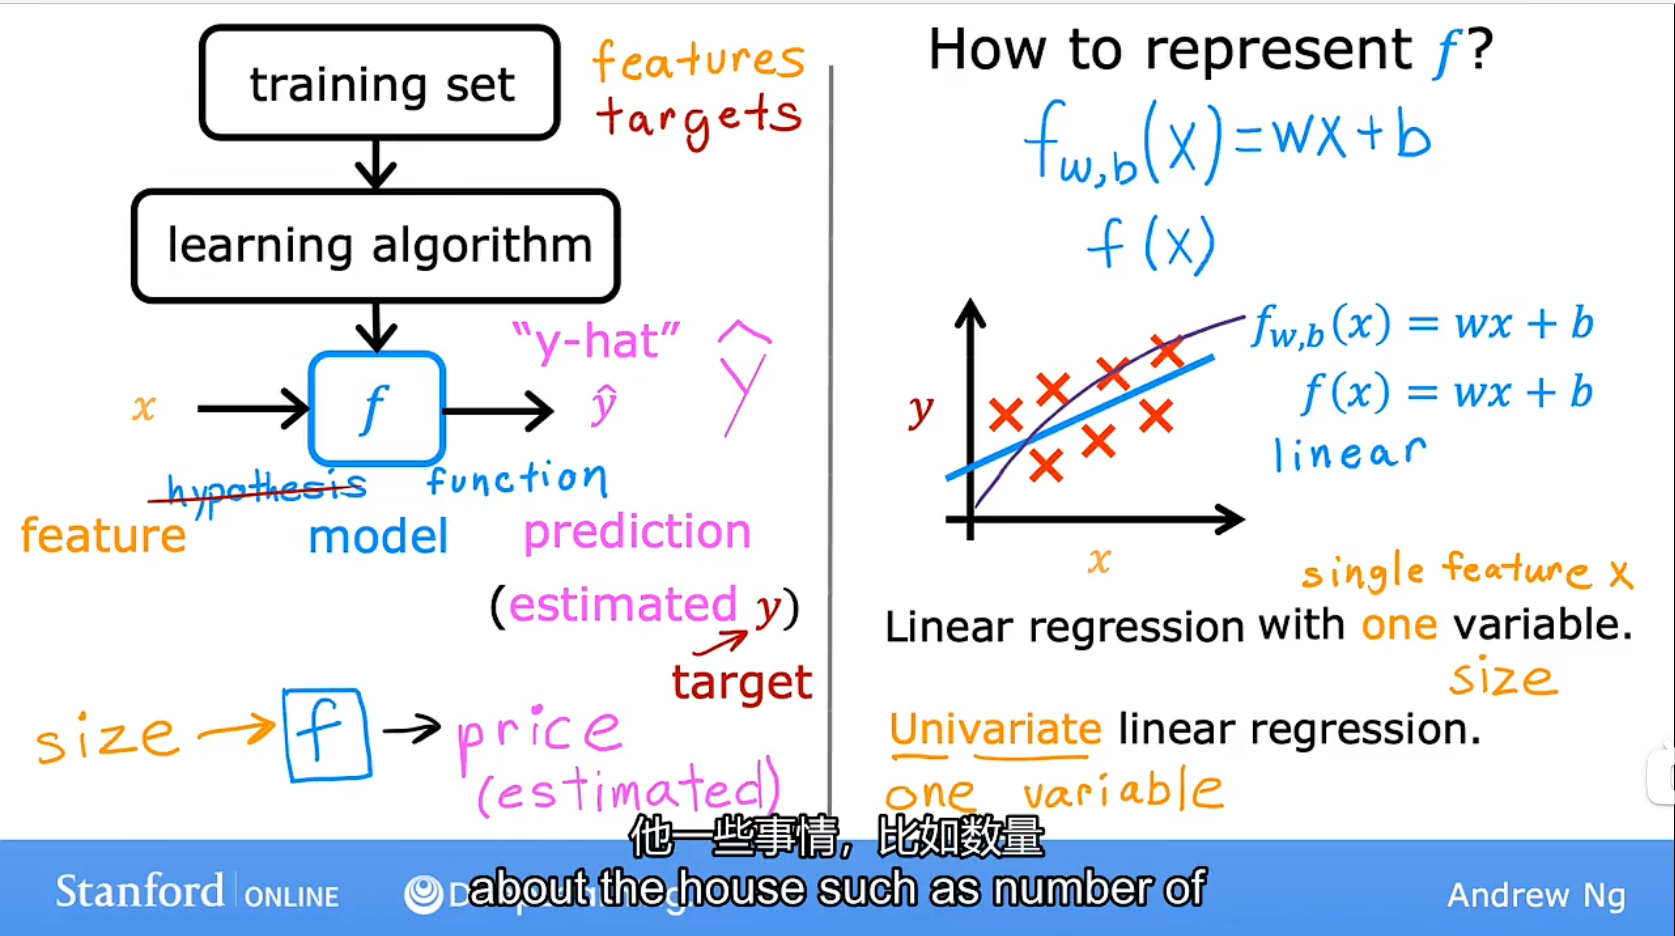 training set
features
targets
learning algorithm
"y-hat"
ŷ
x
f
ŷ
hypothesis
function
feature
model
prediction
(estimated y)
target
size → f → price
(estimated)
How to represent f?
f_{w,b}(x) = wx + b
f(x)
f_{w,b}(x) = wx + b
f(x) = wx + b
linear
y
x
single feature x
Linear regression with one variable.
size
Univariate linear regression.
one variable
他一些事情，比如数量
about the house such as number of
Stanford ONLINE
Andrew Ng